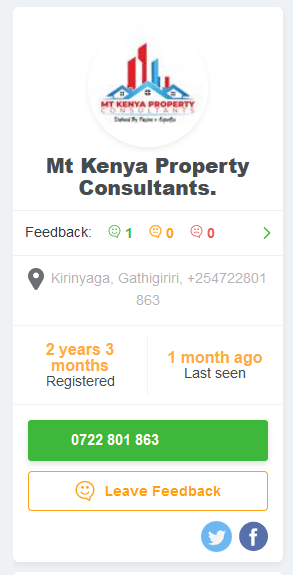 MT KENYA PROPERTY
CONSULTANTS
Mt Kenya Property
Consultants.
Feedback: 1 0 0
Kirinyaga, Gathigiriri, +254722801
863
2 years 3
months
Registered
1 month ago
Last seen
0722 801 863
Leave Feedback